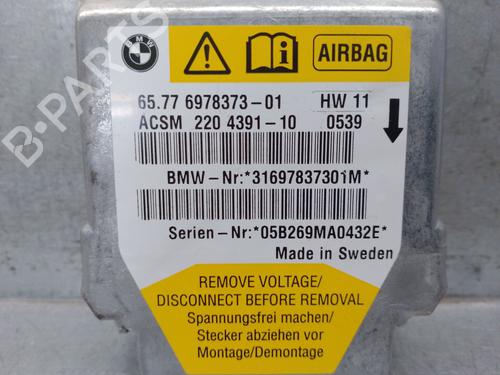 BMW
AIRBAG
65.77 6978373-01 HW 11
ACSM 220 4391-10 0539
BMW-Nr:*31697837301M*
Serien-Nr:*05B269MA0432E*
Made in Sweden
REMOVE VOLTAGE/
DISCONNECT BEFORE REMOVAL
Spannungsfrei machen/
Stecker abziehen vor
Montage/Demontage
B-PARTS